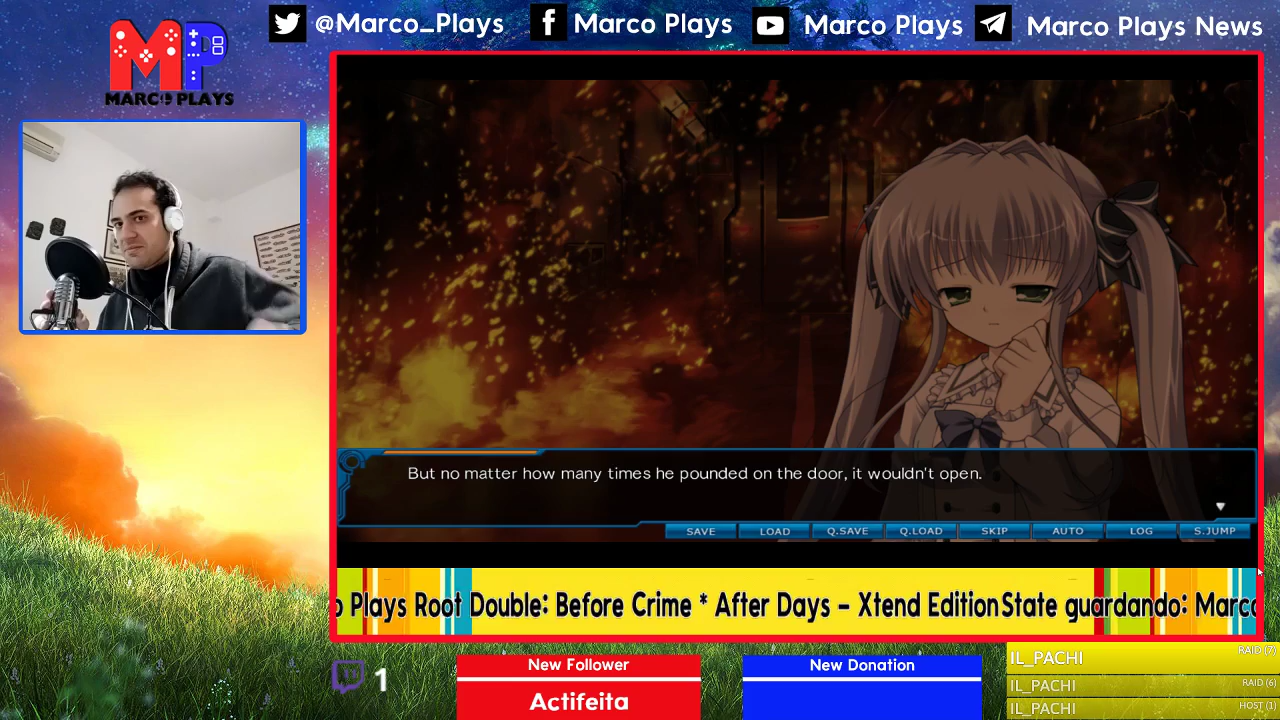 @Marco_Plays
Marco Plays
Marco Plays
Marco Plays News
MP
MARCO PLAYS
But no matter how many times he pounded on the door, it wouldn't open.
SAVE
LOAD
Q.SAVE
Q.LOAD
SKIP
AUTO
LOG
S.JUMP
o Plays Root Double: Before Crime * After Days - Xtend Edition State guardando: Marco
1
New Follower
Actifeita
New Donation
IL_PACHI
RAID (7)
IL_PACHI
RAID (6)
IL_PACHI
HOST (1)